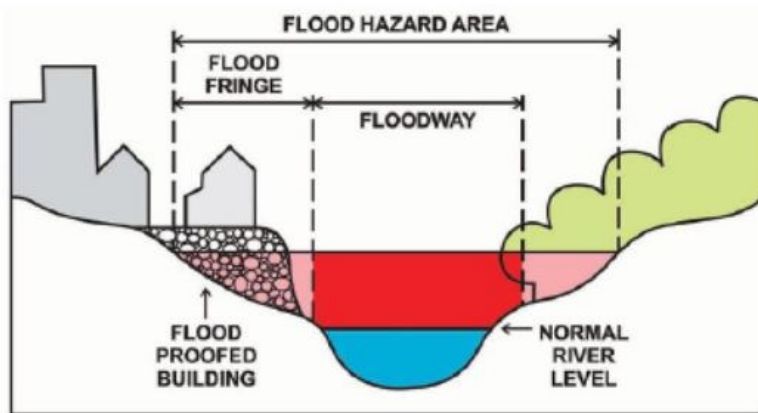 FLOOD HAZARD AREA
FLOOD
FRINGE
FLOODWAY
FLOOD
PROOFED
BUILDING
NORMAL
RIVER
LEVEL